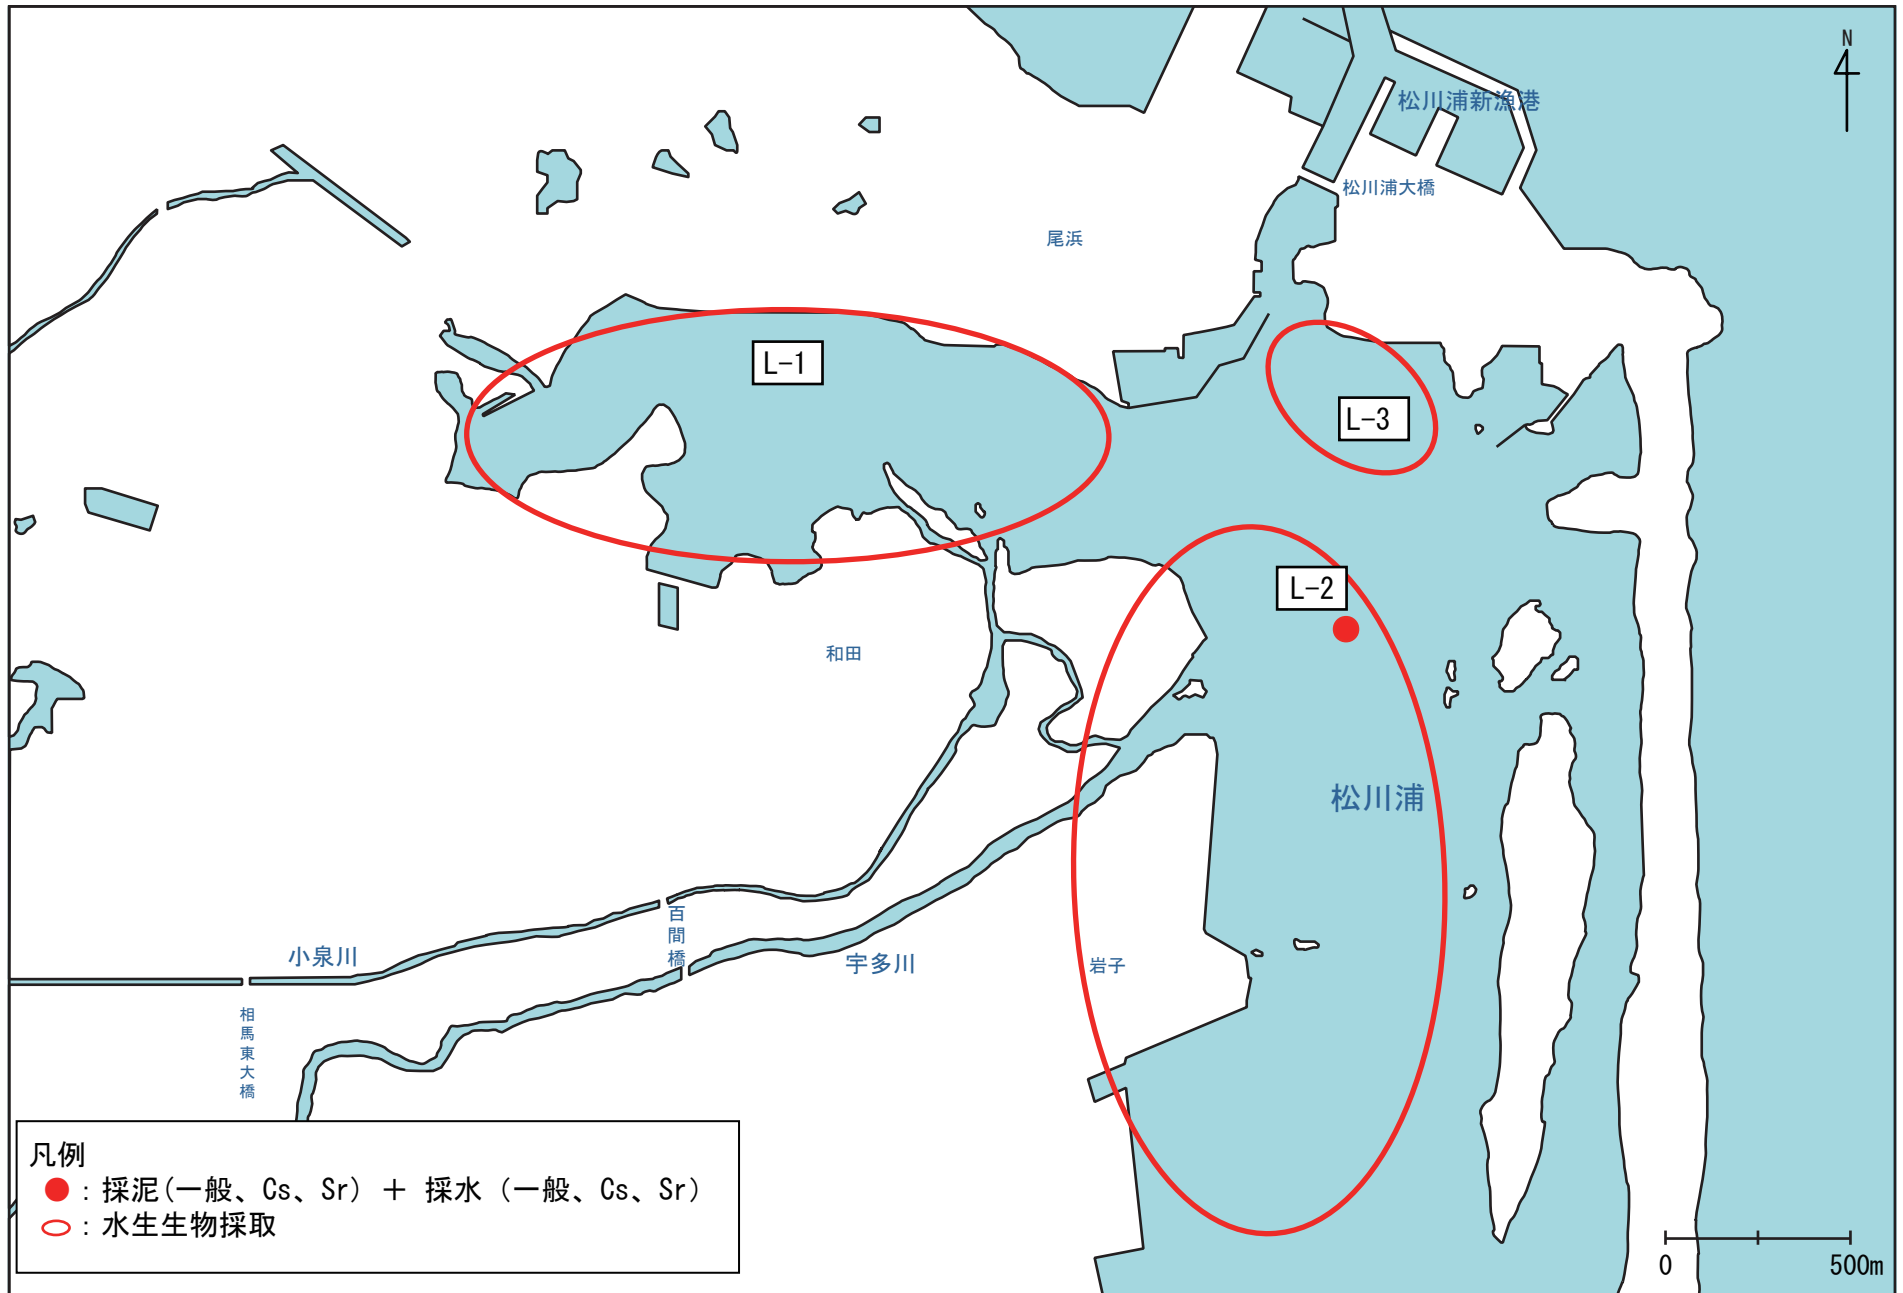 N
松川浦新漁港
松川浦大橋
尾浜
L-1
L-3
L-2
和田
松川浦
百間橋
小泉川
宇多川
岩子
相馬東大橋
凡例
：採泥(一般、Cs、Sr) ＋ 採水 (一般、Cs、Sr)
：水生生物採取
0 500m